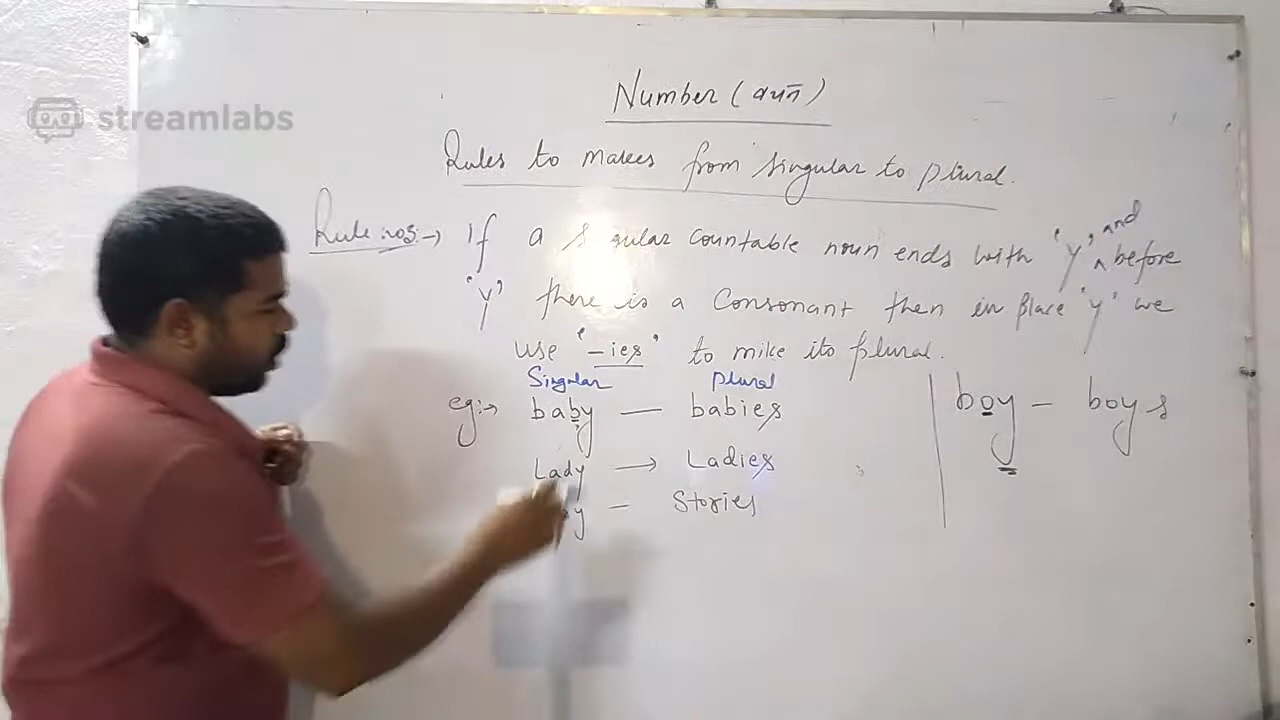 streamlabs
Number (वचन)
Rules to makes from singular to plural.
Rule :- If a gular countable noun ends with 'y' and before
'y' there is a consonant then in place 'y' we
use '-ies' to make its plural.
Singular Plural
eg:→ baby — babies
boy — boys
Lady → Ladies
y — Stories